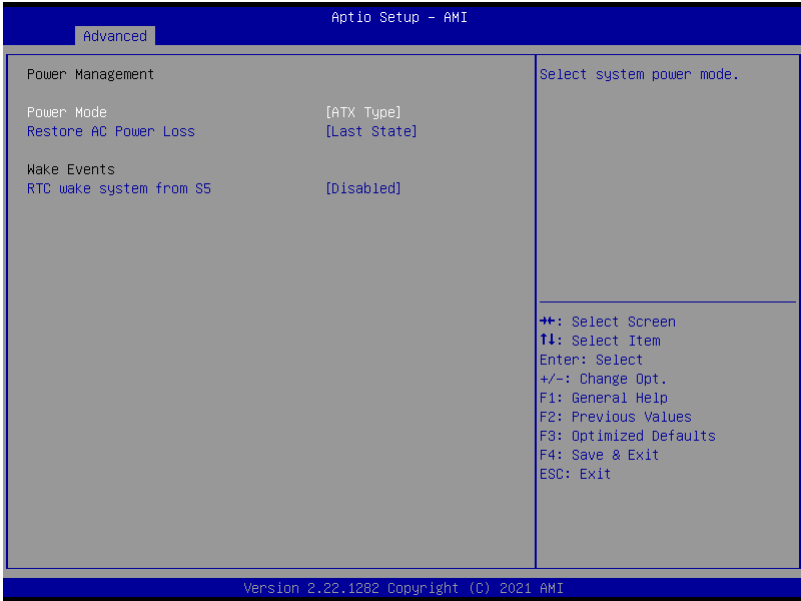 Aptio Setup – AMI
Advanced
Power Management
Power Mode [ATX Type]
Restore AC Power Loss [Last State]
Wake Events
RTC wake system from S5 [Disabled]
Select system power mode.
→←: Select Screen
↑↓: Select Item
Enter: Select
+/-: Change Opt.
F1: General Help
F2: Previous Values
F3: Optimized Defaults
F4: Save & Exit
ESC: Exit
Version 2.22.1282 Copyright (C) 2021 AMI